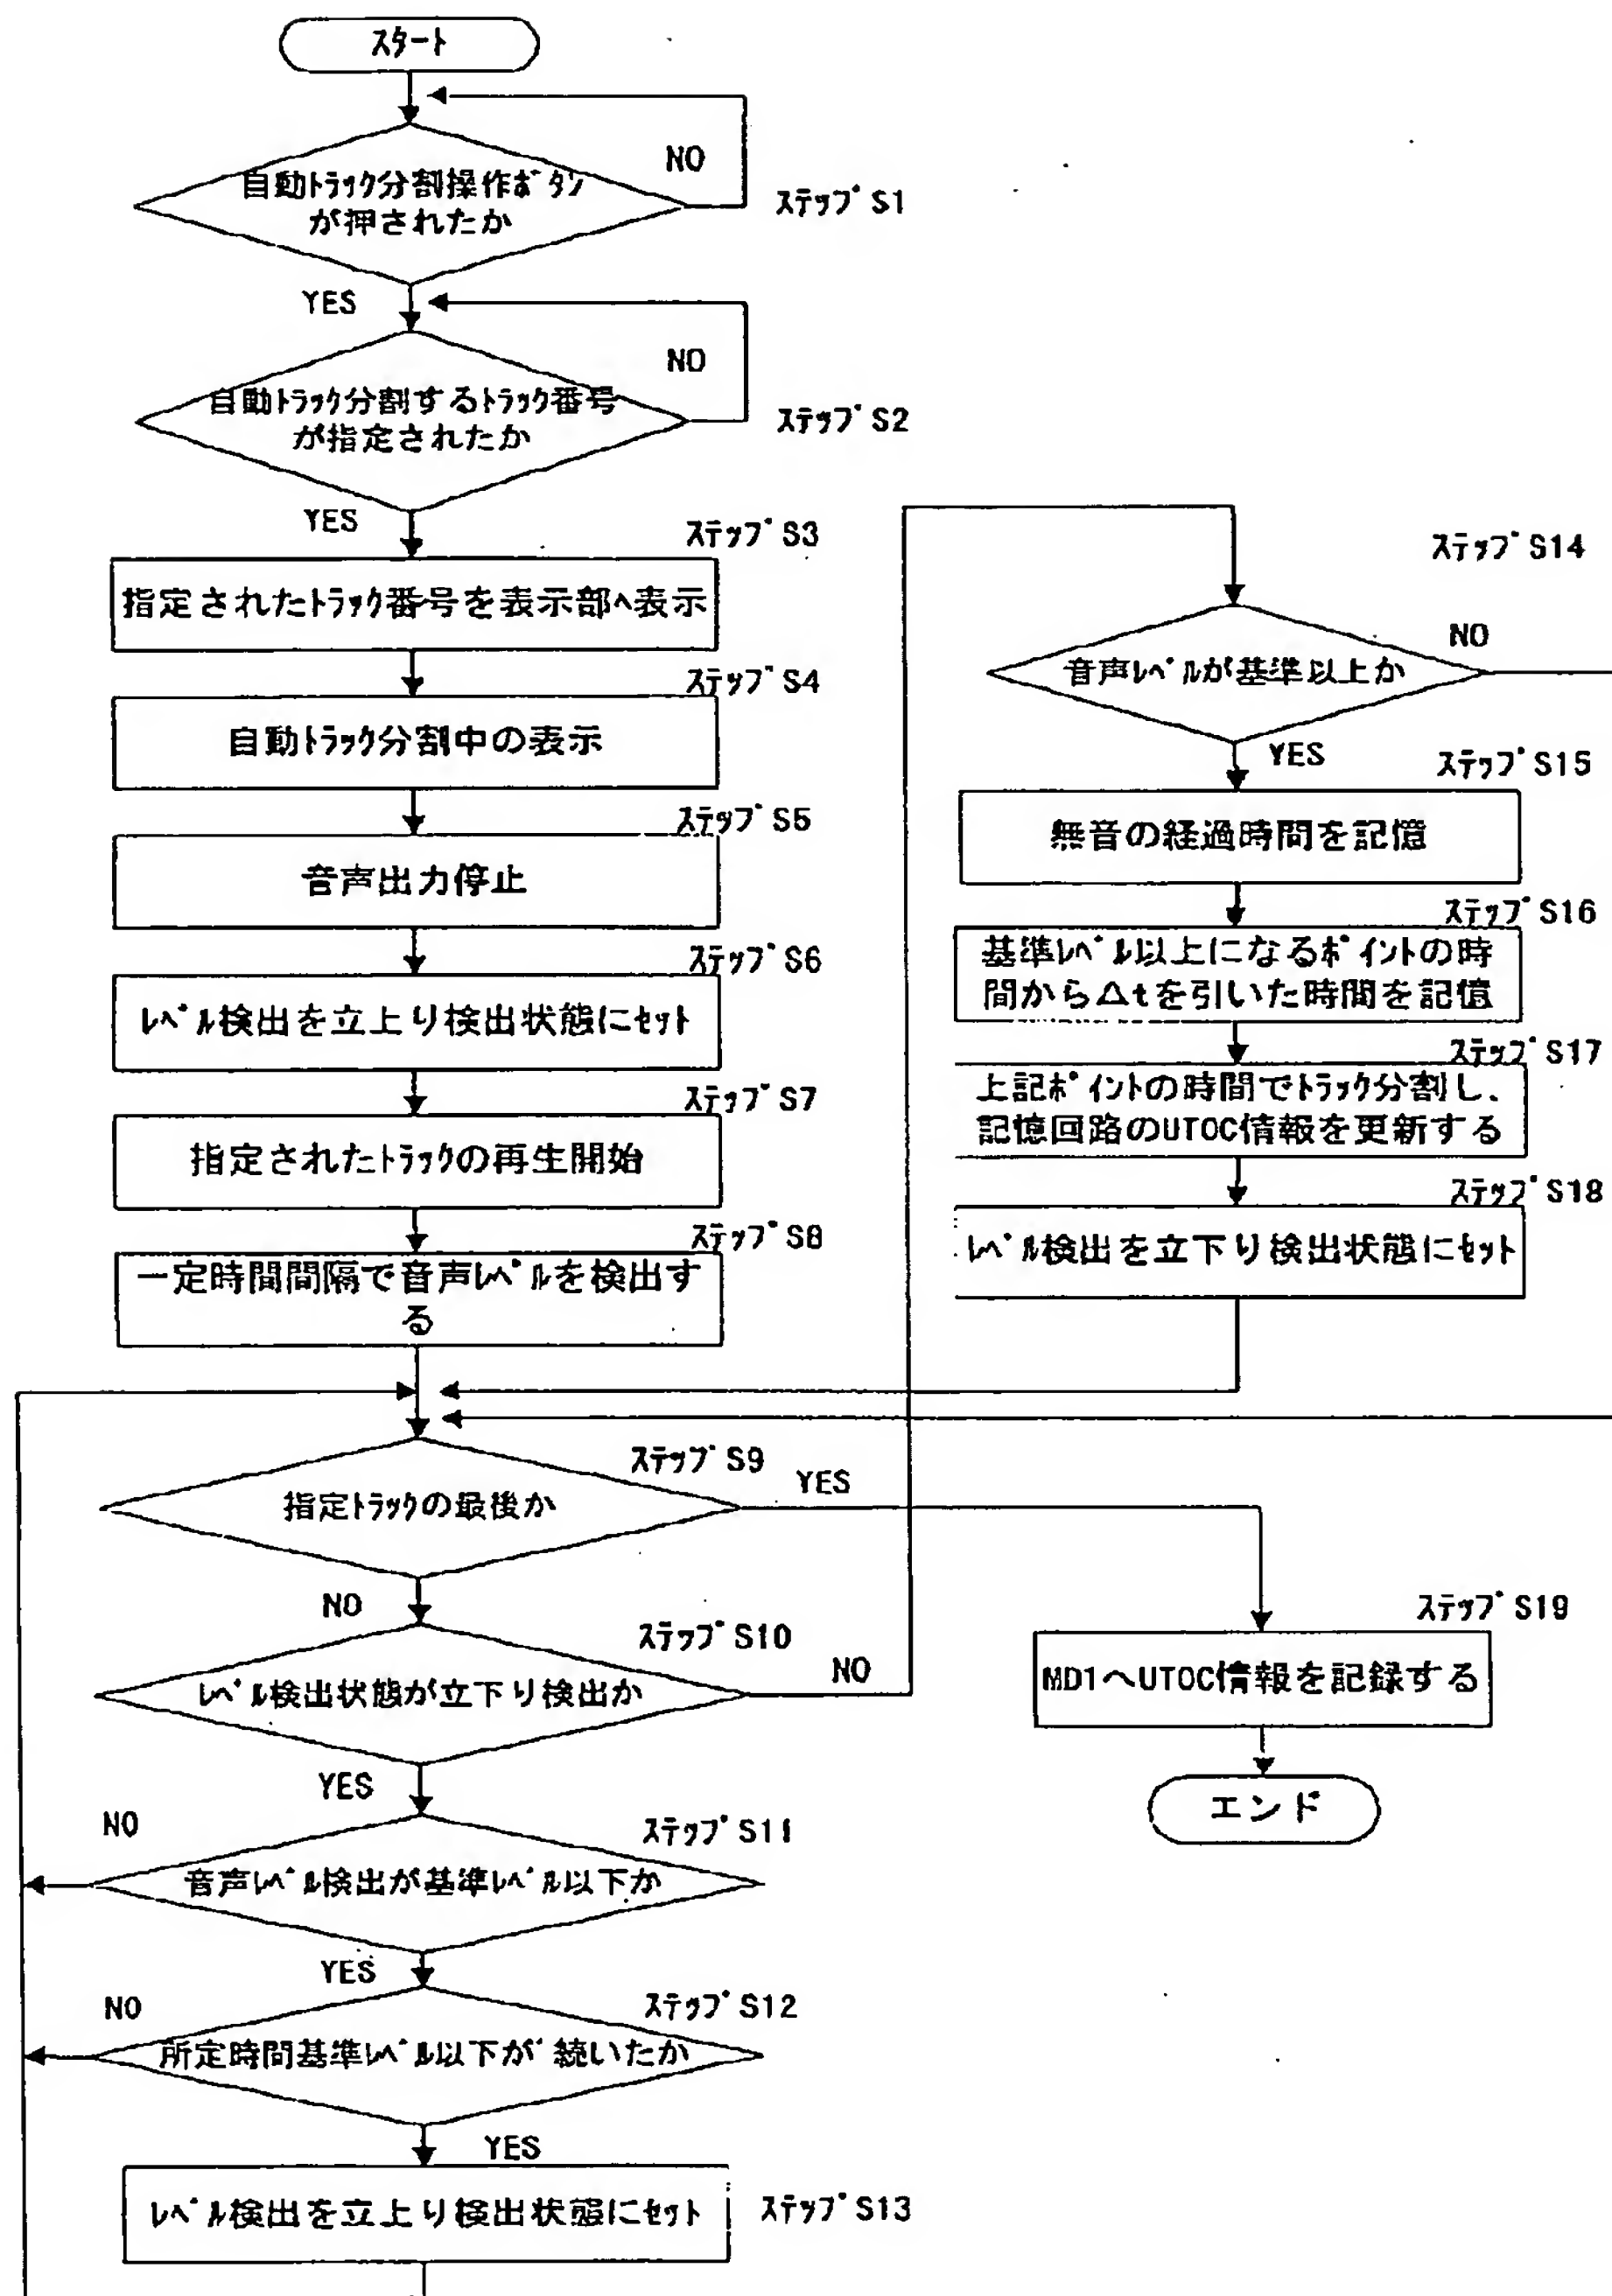 スタート
自動トラック分割操作ボタン
が押されたか
NO
ステップS1
YES
自動トラック分割するトラック番号
が指定されたか
NO
ステップS2
YES
ステップS3
指定されたトラック番号を表示部へ表示
ステップS4
自動トラック分割中の表示
ステップS5
音声出力停止
ステップS6
レベル検出を立上り検出状態にセット
ステップS7
指定されたトラックの再生開始
ステップS8
一定時間間隔で音声レベルを検出す
る
ステップS9
指定トラックの最後か
YES
NO
ステップS10
レベル検出状態が立下り検出か
NO
YES
ステップS11
音声レベル検出が基準レベル以下か
NO
YES
ステップS12
所定時間基準レベル以下が続いたか
NO
YES
レベル検出を立上り検出状態にセット
ステップS13
ステップS14
音声レベルが基準以上か
NO
YES
ステップS15
無音の経過時間を記憶
ステップS16
基準レベル以上になるポイントの時
間から△tを引いた時間を記憶
ステップS17
上記ポイントの時間でトラック分割し、
記憶回路のUTOC情報を更新する
ステップS18
レベル検出を立下り検出状態にセット
ステップS19
MD1へUTOC情報を記録する
エンド